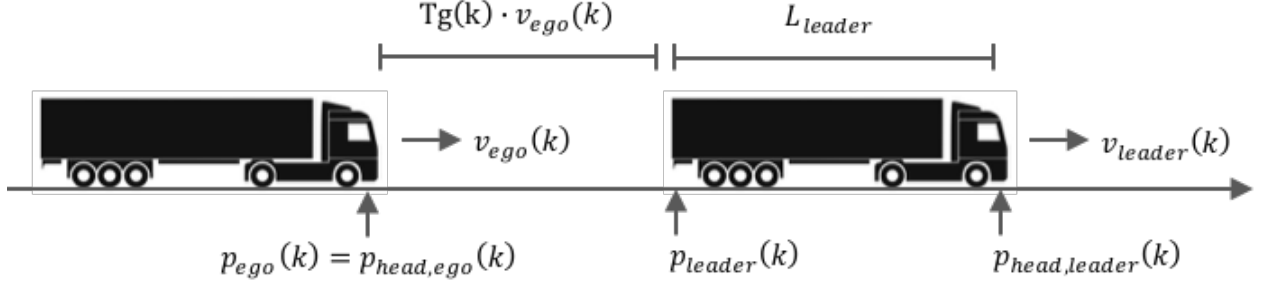 Tg(k) · v_ego(k)
L_leader
v_ego(k)
v_leader(k)
p_ego(k) = p_head,ego(k)
p_leader(k)
p_head,leader(k)